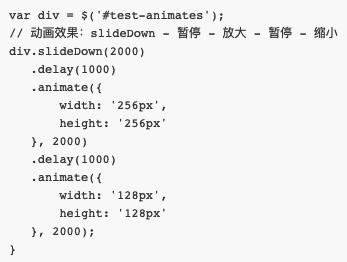 var div = $('#test-animates');
// 动画效果：slideDown - 暂停 - 放大 - 暂停 - 缩小
div.slideDown(2000)
   .delay(1000)
   .animate({
       width: '256px',
       height: '256px'
   }, 2000)
   .delay(1000)
   .animate({
       width: '128px',
       height: '128px'
   }, 2000);
}